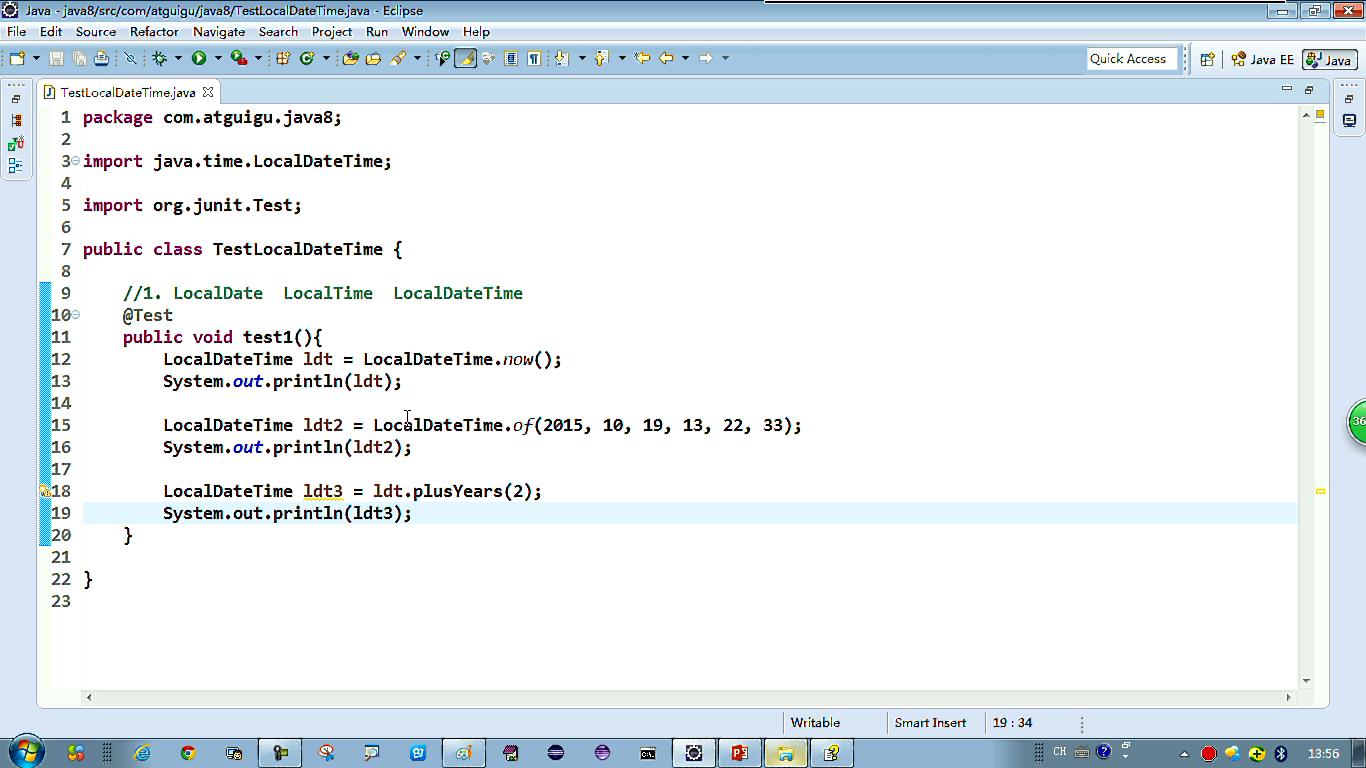 Java - java8/src/com/atguigu/java8/TestLocalDateTime.java - Eclipse
File Edit Source Refactor Navigate Search Project Run Window Help
Quick Access Java EE Java
TestLocalDateTime.java
1 package com.atguigu.java8;
2
3 import java.time.LocalDateTime;
4
5 import org.junit.Test;
6
7 public class TestLocalDateTime {
8
9 //1. LocalDate LocalTime LocalDateTime
10 @Test
11 public void test1(){
12 LocalDateTime ldt = LocalDateTime.now();
13 System.out.println(ldt);
14
15 LocalDateTime ldt2 = LocalDateTime.of(2015, 10, 19, 13, 22, 33);
16 System.out.println(ldt2);
17
18 LocalDateTime ldt3 = ldt.plusYears(2);
19 System.out.println(ldt3);
20 }
21
22 }
23
36
Writable Smart Insert 19 : 34
CH 13:56